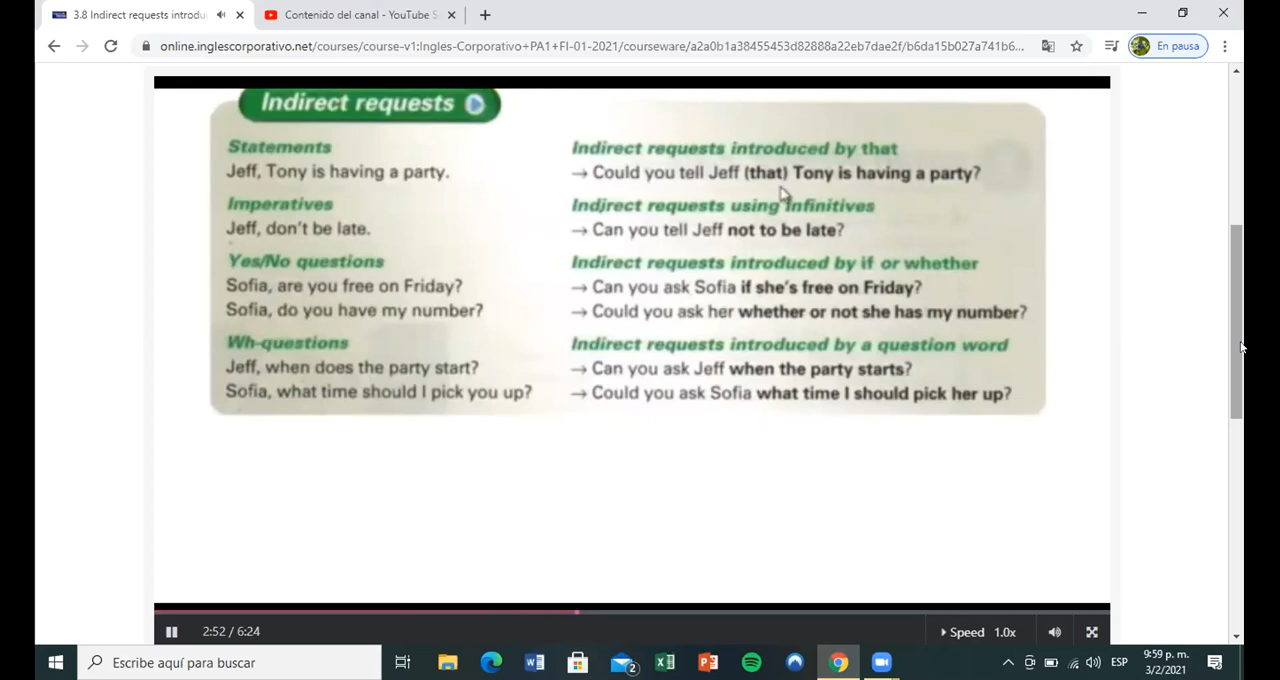 3.8 Indirect requests introdu
Contenido del canal - YouTube S
online.inglescorporativo.net/courses/course-v1:Ingles-Corporativo+PA1+FI-01-2021/courseware/a2a0b1a38455453d82888a22eb7dae2f/b6da15b027a741b6...
En pausa
Indirect requests
Statements
Indirect requests introduced by that
Jeff, Tony is having a party.
→ Could you tell Jeff (that) Tony is having a party?
Imperatives
Indirect requests using infinitives
Jeff, don't be late.
→ Can you tell Jeff not to be late?
Yes/No questions
Indirect requests introduced by if or whether
Sofia, are you free on Friday?
→ Can you ask Sofia if she's free on Friday?
Sofia, do you have my number?
→ Could you ask her whether or not she has my number?
Wh-questions
Indirect requests introduced by a question word
Jeff, when does the party start?
→ Can you ask Jeff when the party starts?
Sofia, what time should I pick you up?
→ Could you ask Sofia what time I should pick her up?
2:52 / 6:24
Speed 1.0x
Escribe aquí para buscar
2
ESP
9:59 p. m.
3/2/2021